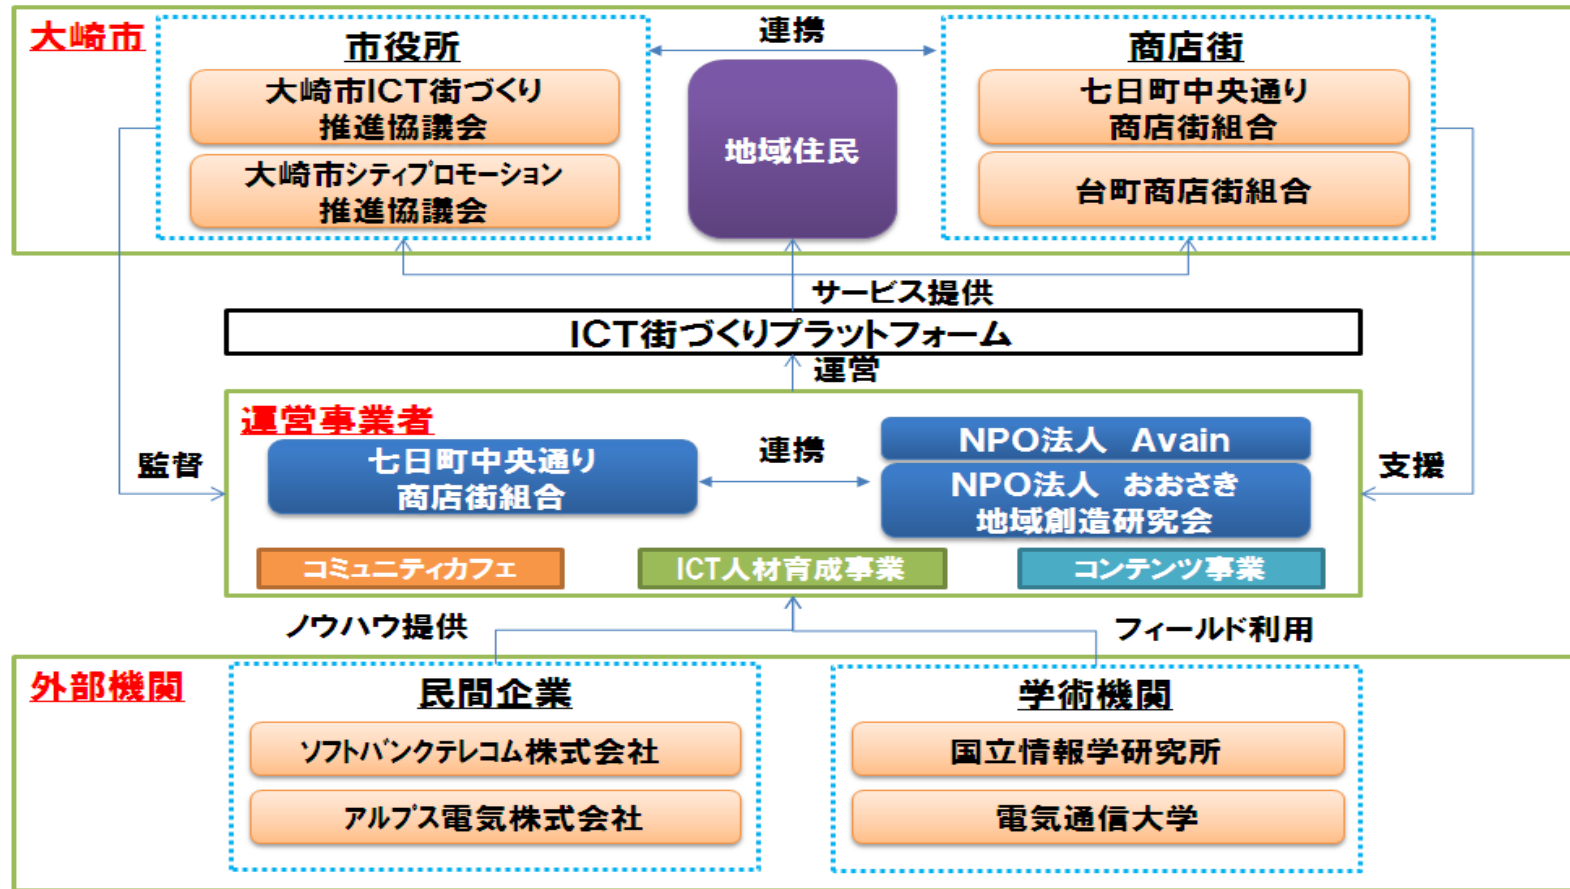 大崎市
市役所
連携
商店街
大崎市ICT街づくり
推進協議会
大崎市シティプロモーション
推進協議会
地域住民
七日町中央通り
商店街組合
台町商店街組合
サービス提供
ICT街づくりプラットフォーム
運営
運営事業者
七日町中央通り
商店街組合
連携
NPO法人 Avain
NPO法人 おおさき
地域創造研究会
監督
支援
コミュニティカフェ
ICT人材育成事業
コンテンツ事業
ノウハウ提供
フィールド利用
外部機関
民間企業
ソフトバンクテレコム株式会社
アルプス電気株式会社
学術機関
国立情報学研究所
電気通信大学